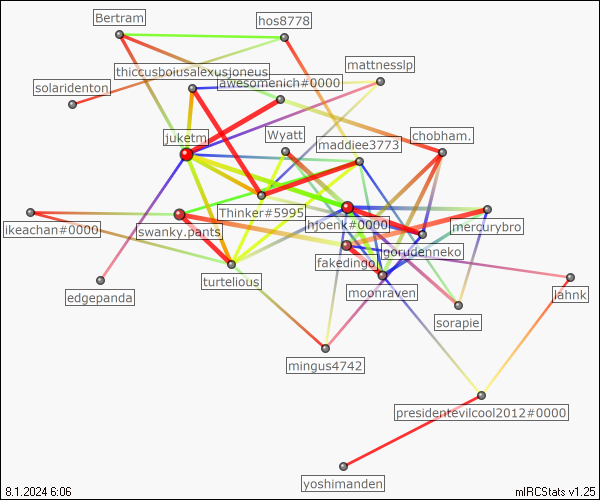 Bertram
hos8778
mattnesslp
thiccusboiusalexusjoneus
awesomenich#0000
solaridenton
juketm
Wyatt
maddiee3773
chobham.
Thinker#5995
hjoenk#0000
mercurybro
ikeachan#0000
swanky.pants
gorudenneko
fakedingo
turtelious
moonraven
edgepanda
lahnk
sorapie
mingus4742
presidentevilcool2012#0000
yoshimanden
8.1.2024 6:06
mIRCStats v1.25